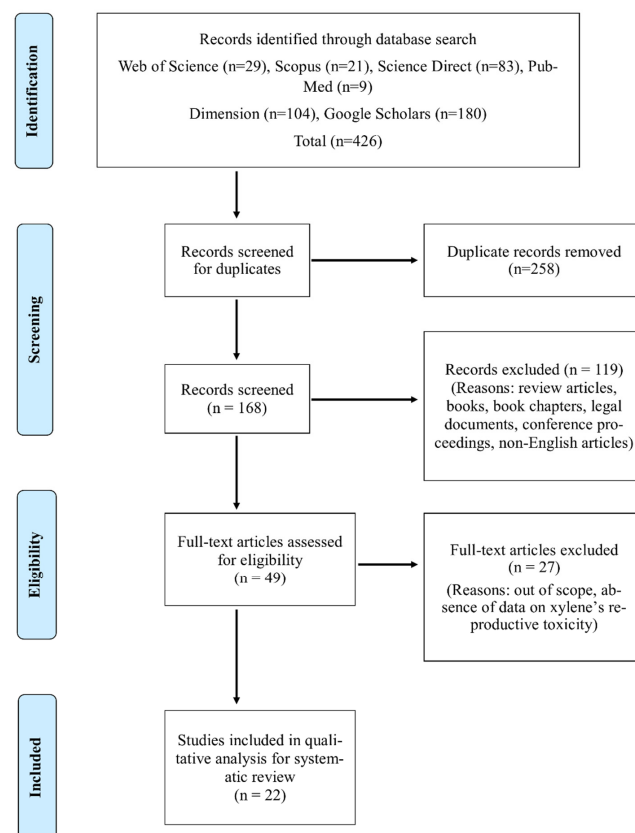 Identification
Records identified through database search
Web of Science (n=29), Scopus (n=21), Science Direct (n=83), Pub-
Med (n=9)
Dimension (n=104), Google Scholars (n=180)
Total (n=426)
Screening
Records screened
for duplicates
Duplicate records removed
(n=258)
Records screened
(n = 168)
Records excluded (n = 119)
(Reasons: review articles,
books, book chapters, legal
documents, conference pro-
ceedings, non-English articles)
Eligibility
Full-text articles assessed
for eligibility
(n = 49)
Full-text articles excluded
(n = 27)
(Reasons: out of scope, ab-
sence of data on xylene’s re-
productive toxicity)
Included
Studies included in quali-
tative analysis for system-
atic review
(n = 22)